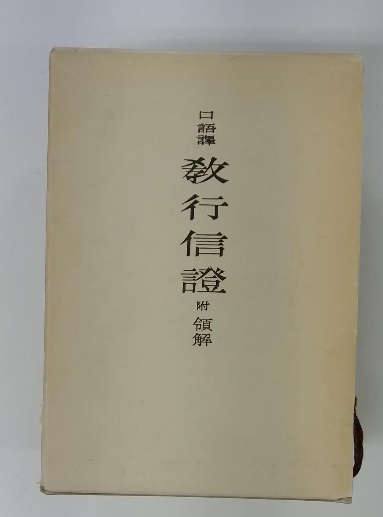 口語譯
教行信證
附 領解